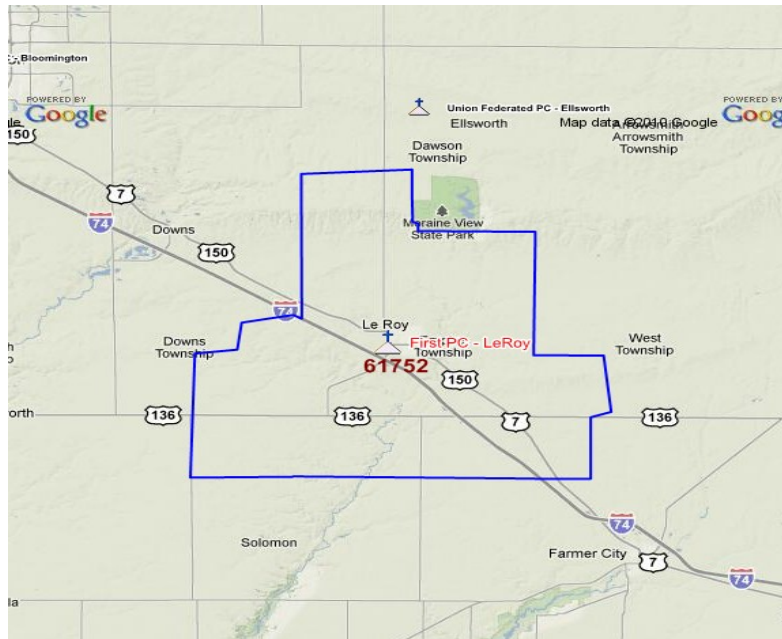 - Bloomington
POWERED BY
Google
POWERED BY
Google
Union Federated PC - Ellsworth
Ellsworth
Map data ©2010 Google
Arrowsmith
Arrowsmith
Township
150
Dawson
Township
7
74
Moraine View
State Park
Downs
150
74
Le Roy
Downs
Township
First PC - LeRoy
Township
West
Township
61752
150
orth
136
136
7
136
74
Solomon
Farmer City
7
74
la